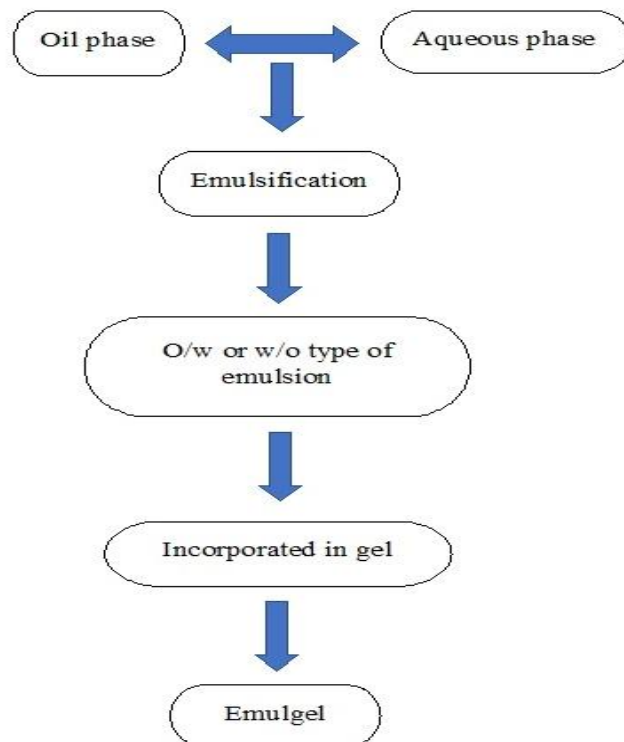 Oil phase
Aqueous phase
Emulsification
O/w or w/o type of
emulsion
Incorporated in gel
Emulgel